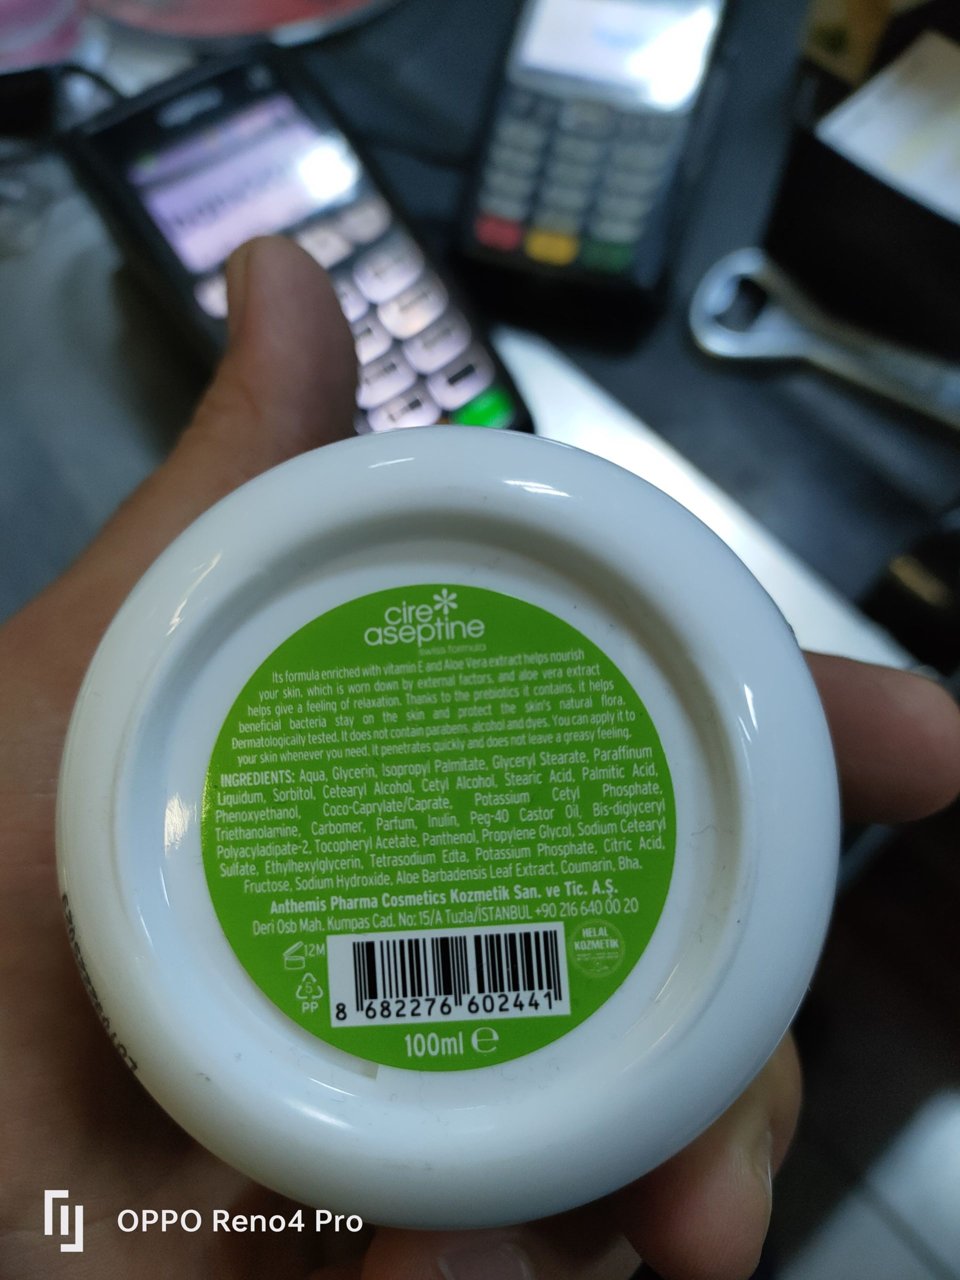 cire
aseptine
swiss formula
Its formula enriched with vitamin E and Aloe Vera extract helps nourish
your skin, which is worn down by external factors, and aloe vera extract
helps give a feeling of relaxation. Thanks to the prebiotics it contains, it helps
beneficial bacteria stay on the skin and protect the skin's natural flora.
Dermatologically tested. It does not contain parabens, alcohol and dyes. You can apply it to
your skin whenever you need. It penetrates quickly and does not leave a greasy feeling.
INGREDIENTS: Aqua, Glycerin, Isopropyl Palmitate, Glyceryl Stearate, Paraffinum
Liquidum, Sorbitol, Cetearyl Alcohol, Cetyl Alcohol, Stearic Acid, Palmitic Acid,
Phenoxyethanol, Coco-Caprylate/Caprate, Potassium Cetyl Phosphate,
Triethanolamine, Carbomer, Parfum, Inulin, Peg-40 Castor Oil, Bis-diglyceryl
Polyacyladipate-2, Tocopheryl Acetate, Panthenol, Propylene Glycol, Sodium Cetearyl
Sulfate, Ethylhexylglycerin, Tetrasodium Edta, Potassium Phosphate, Citric Acid,
Fructose, Sodium Hydroxide, Aloe Barbadensis Leaf Extract, Coumarin, Bha.
Anthemis Pharma Cosmetics Kozmetik San. ve Tic. A.Ş.
Deri Osb Mah. Kumpas Cad. No: 15/A Tuzla/İSTANBUL +90 216 640 00 20
12M
HELAL
KOZMETİK
5
PP
8 682276 602441
100ml e
OPPO Reno4 Pro